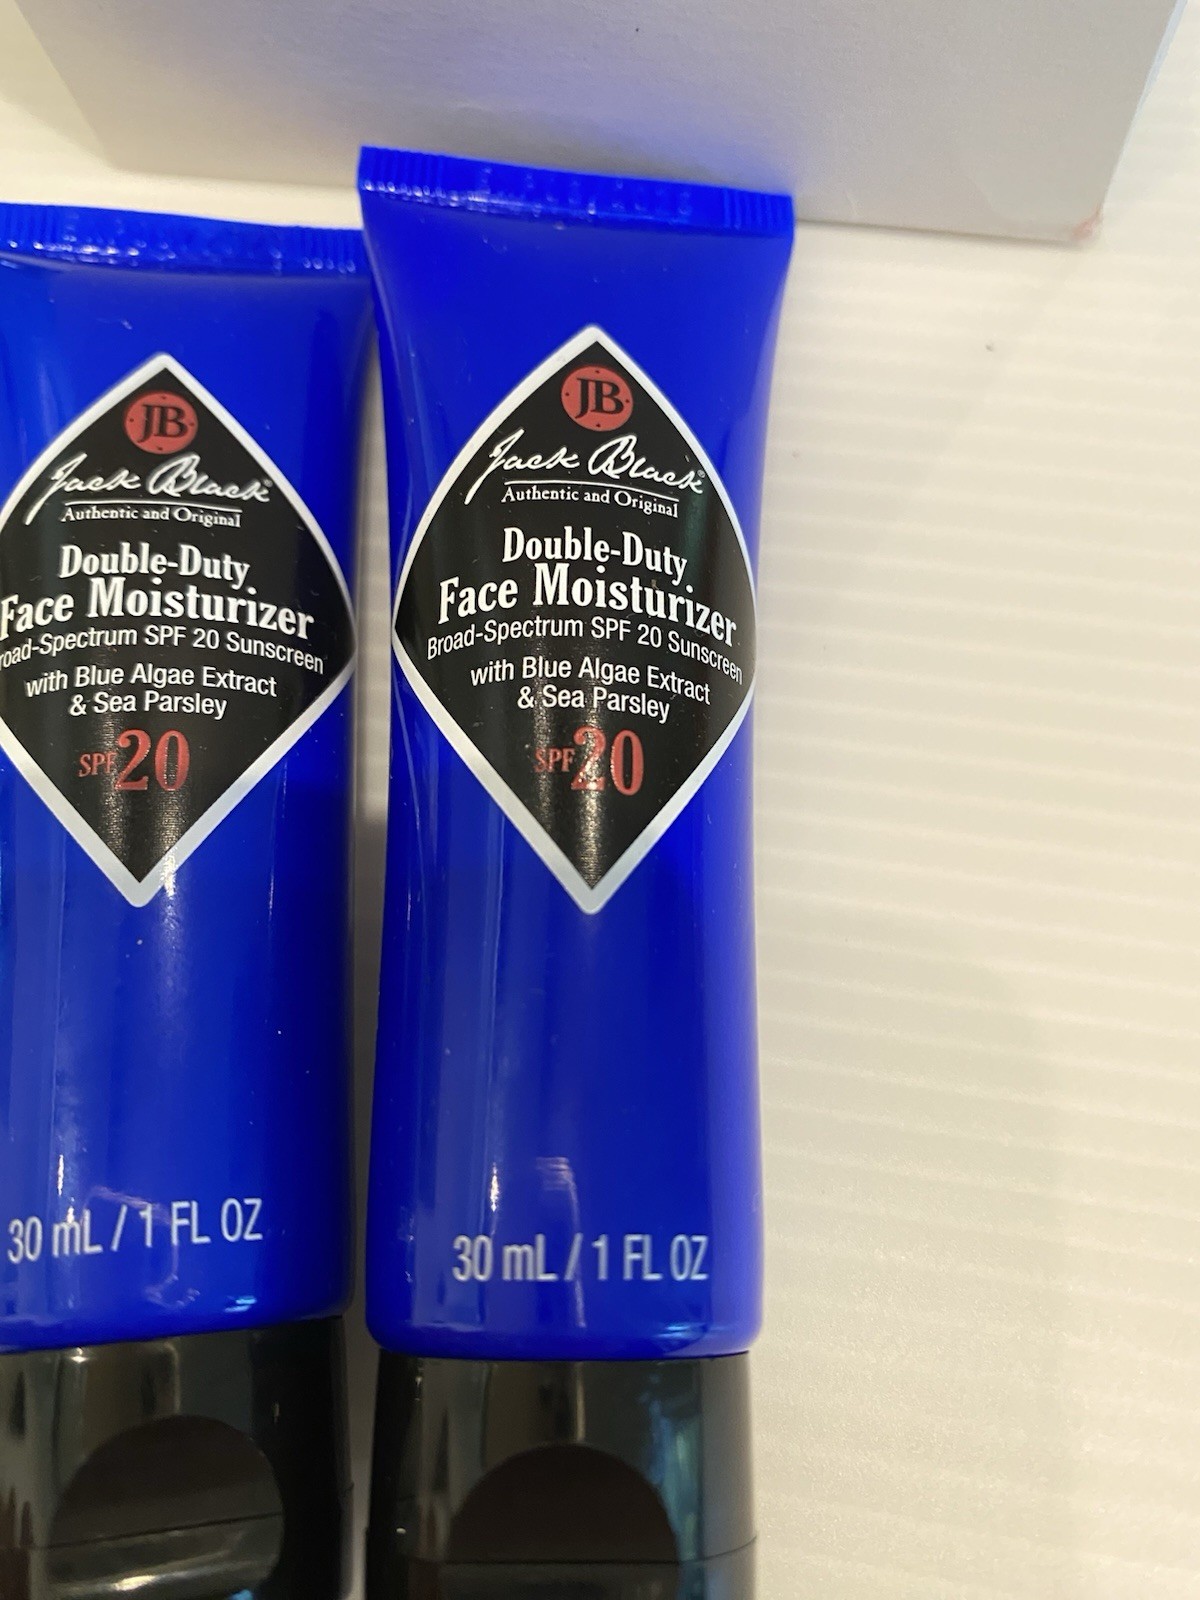 JB
Jack Black®
Authentic and Original
Double-Duty
Face Moisturizer
road-Spectrum SPF 20 Sunscreen
with Blue Algae Extract
& Sea Parsley
SPF 20
30 mL / 1 FL OZ
JB
Jack Black®
Authentic and Original
Double-Duty
Face Moisturizer
Broad-Spectrum SPF 20 Sunscreen
with Blue Algae Extract
& Sea Parsley
SPF 20
30 mL / 1 FL OZ